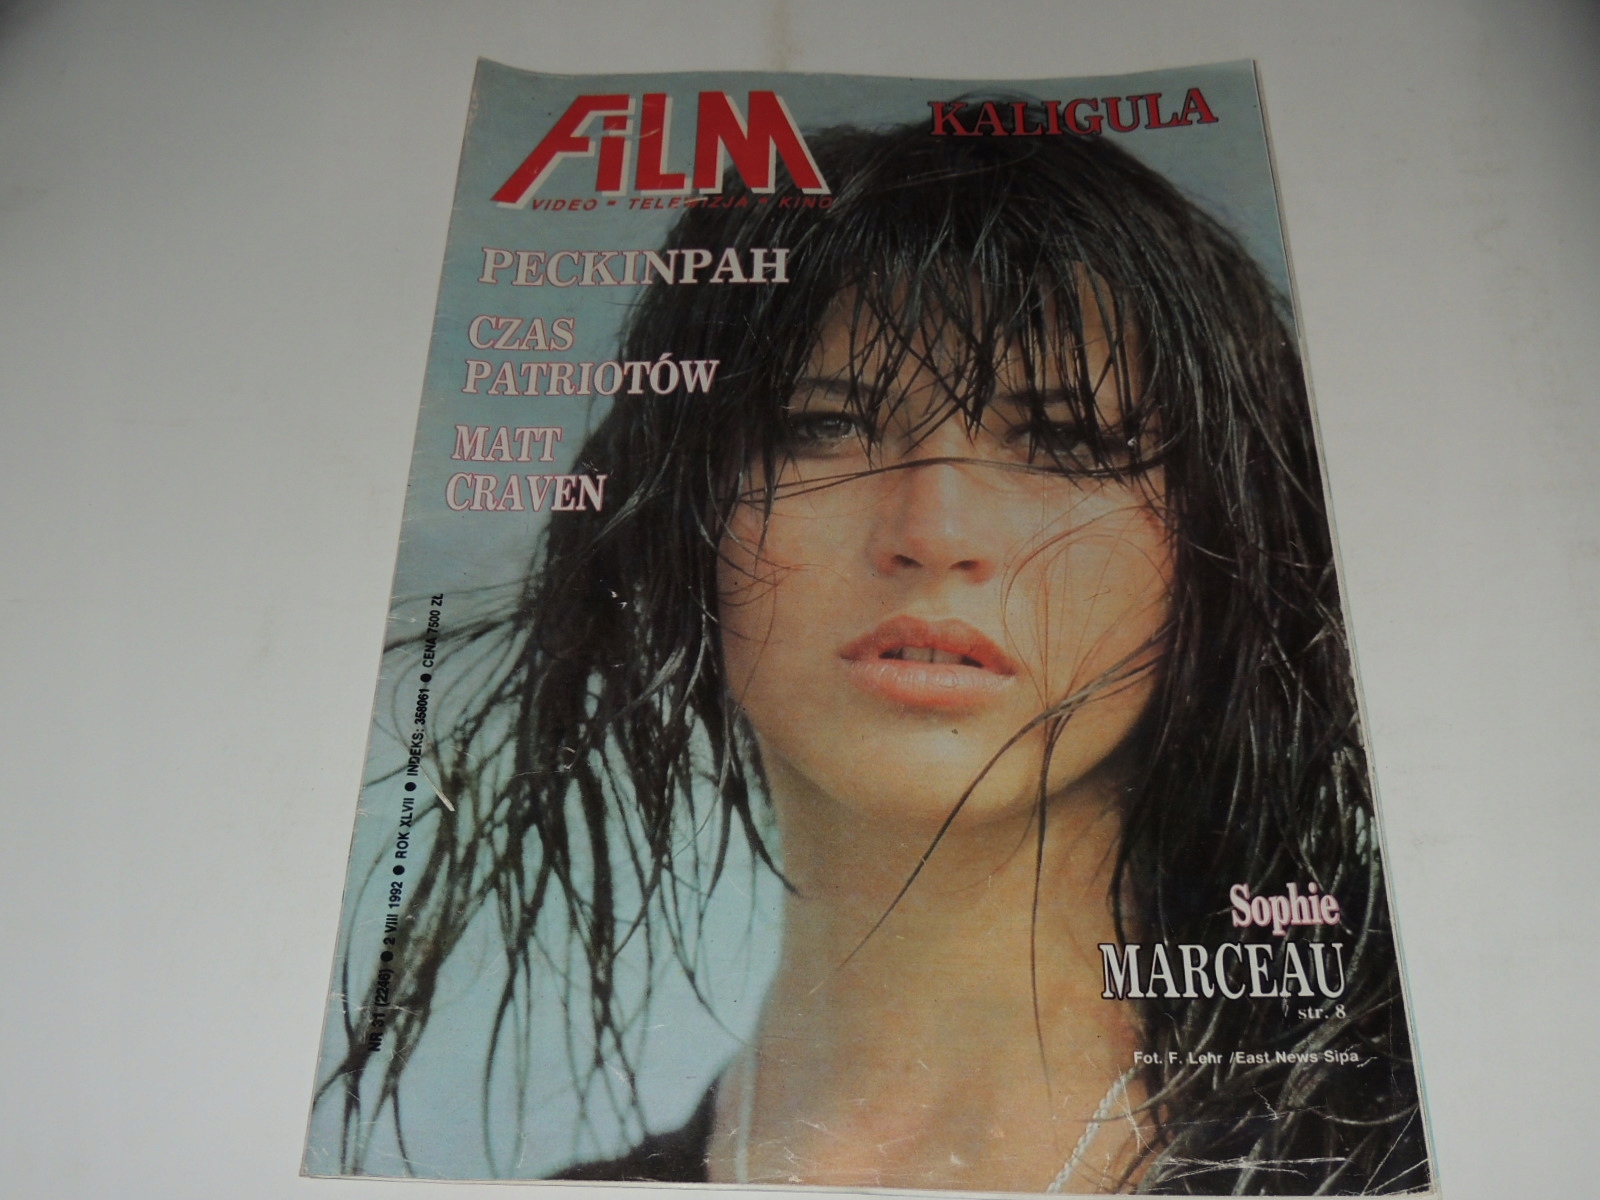 FiLM
VIDEO ▪ TELEWIZJA ▪ KINO
KALIGULA
PECKINPAH
CZAS
PATRIOTÓW
MATT
CRAVEN
NR 31 (2246) ● 2 VIII 1992 ● ROK XLVII ● INDEKS: 358061 ● CENA 7500 ZŁ
Sophie
MARCEAU
str. 8
Fot. F. Lehr /East News Sipa